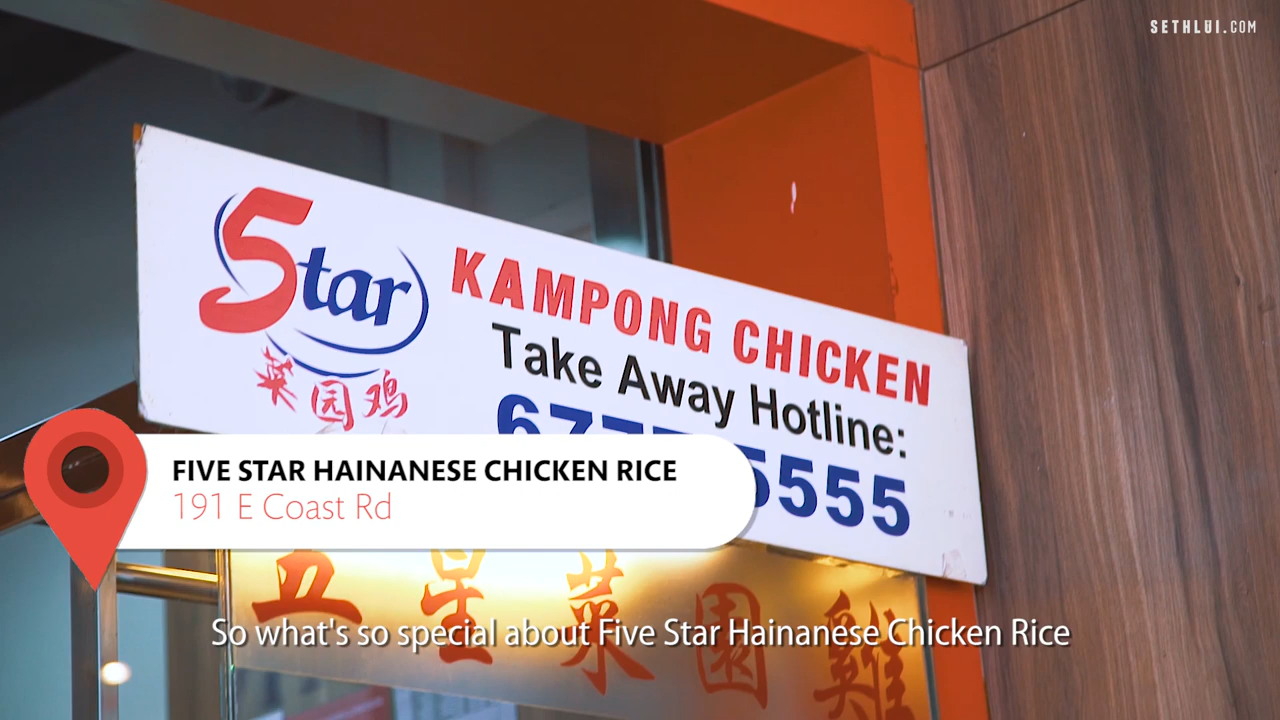 SETHLUI.COM
5tar
菜园鸡
KAMPONG CHICKEN
Take Away Hotline:
5555
FIVE STAR HAINANESE CHICKEN RICE
191 E Coast Rd
五星菜園雞
So what's so special about Five Star Hainanese Chicken Rice